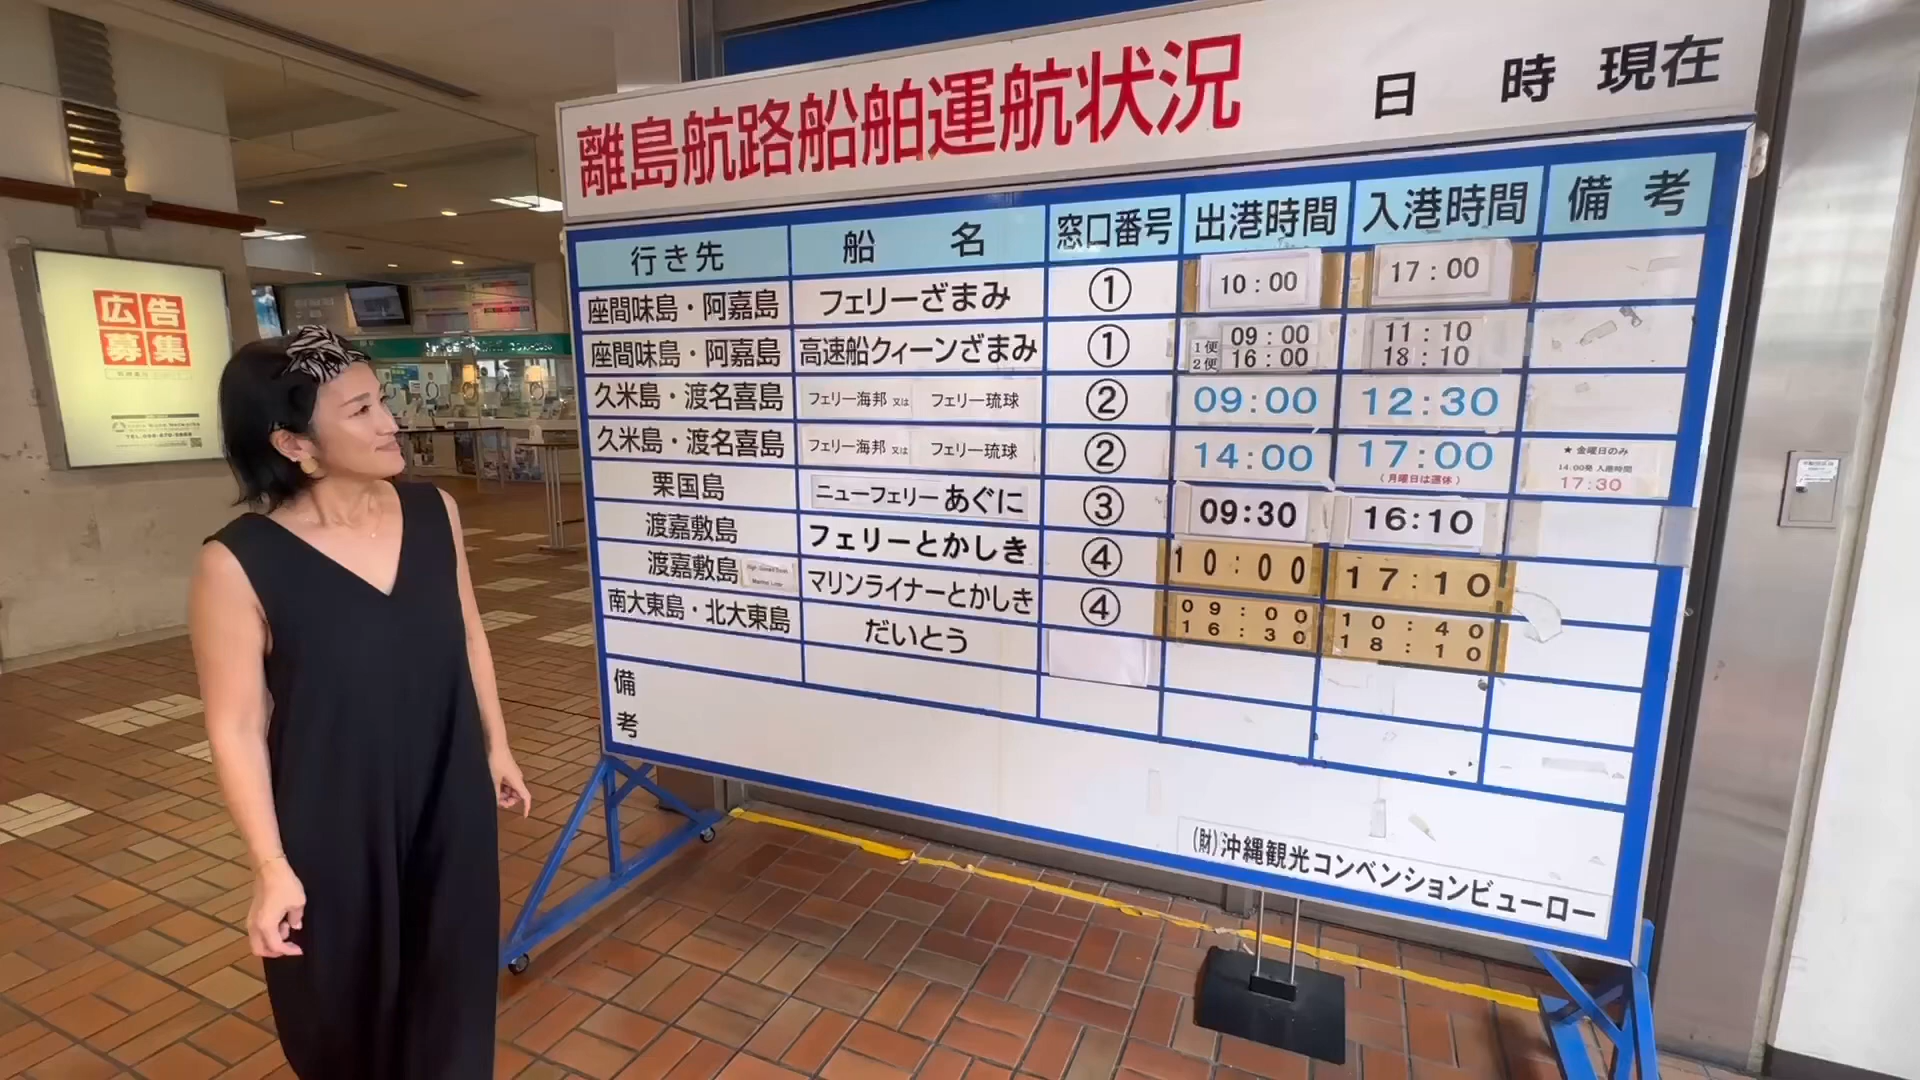 離島航路船舶運航状況 日 時 現在
行き先 船 名 窓口番号 出港時間 入港時間 備 考
座間味島・阿嘉島 フェリーざまみ ① 10:00 17:00
座間味島・阿嘉島 高速船クィーンざまみ ① 1便 09:00 11:10
2便 16:00 18:10
久米島・渡名喜島 フェリー海邦 又は フェリー琉球 ② 09:00 12:30
久米島・渡名喜島 フェリー海邦 又は フェリー琉球 ② 14:00 17:00
(月曜日は運休)
★金曜日のみ
14:00発 入港時間
17:30
粟国島 ニューフェリーあぐに ③ 09:30 16:10
渡嘉敷島 フェリーとかしき ④ 10:00 17:10
渡嘉敷島 マリンライナーとかしき ④ 09:00 10:40
16:30 18:10
南大東島・北大東島 だいとう
備
考
(財)沖縄観光コンベンションビューロー
広告
募集